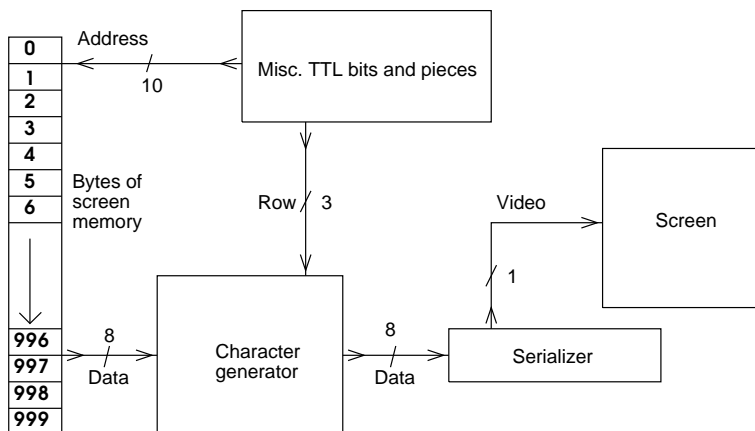 0
1
2
3
4
5
6
996
997
998
999
Address
10
Bytes of
screen
memory
Misc. TTL bits and pieces
Row
3
8
Data
Character
generator
8
Data
Serializer
1
Video
Screen